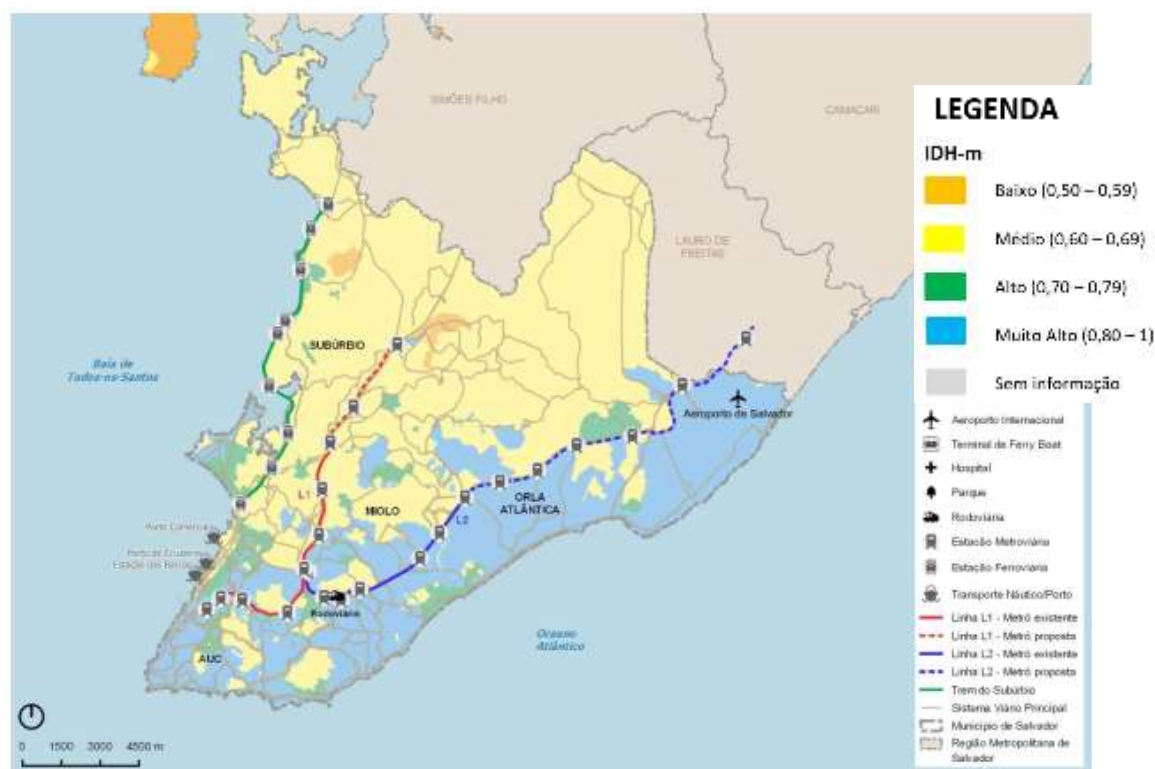 SIMÕES FILHO
CAMAÇARI
LAURO DE
FREITAS
SUBÚRBIO
Baía de
Todos-os-Santos
Aeroporto de Salvador
L1
MIOLO
L2
ORLA
ATLÂNTICA
Porto Comercial
Rodoviária
AUC
Oceano
Atlântico
0 1500 3000 4500 m
LEGENDA
IDH-m
Baixo (0,50 – 0,59)
Médio (0,60 – 0,69)
Alto (0,70 – 0,79)
Muito Alto (0,80 – 1)
Sem informação
Aeroporto Internacional
Terminal de Ferry Boat
Hospital
Parque
Rodoviária
Estação Metroviária
Estação Ferroviária
Transporte Náutico/Porto
Linha L1 - Metrô existente
Linha L1 - Metrô proposta
Linha L2 - Metrô existente
Linha L2 - Metrô proposta
Trem do Subúrbio
Sistema Viário Principal
Município de Salvador
Região Metropolitana de
Salvador